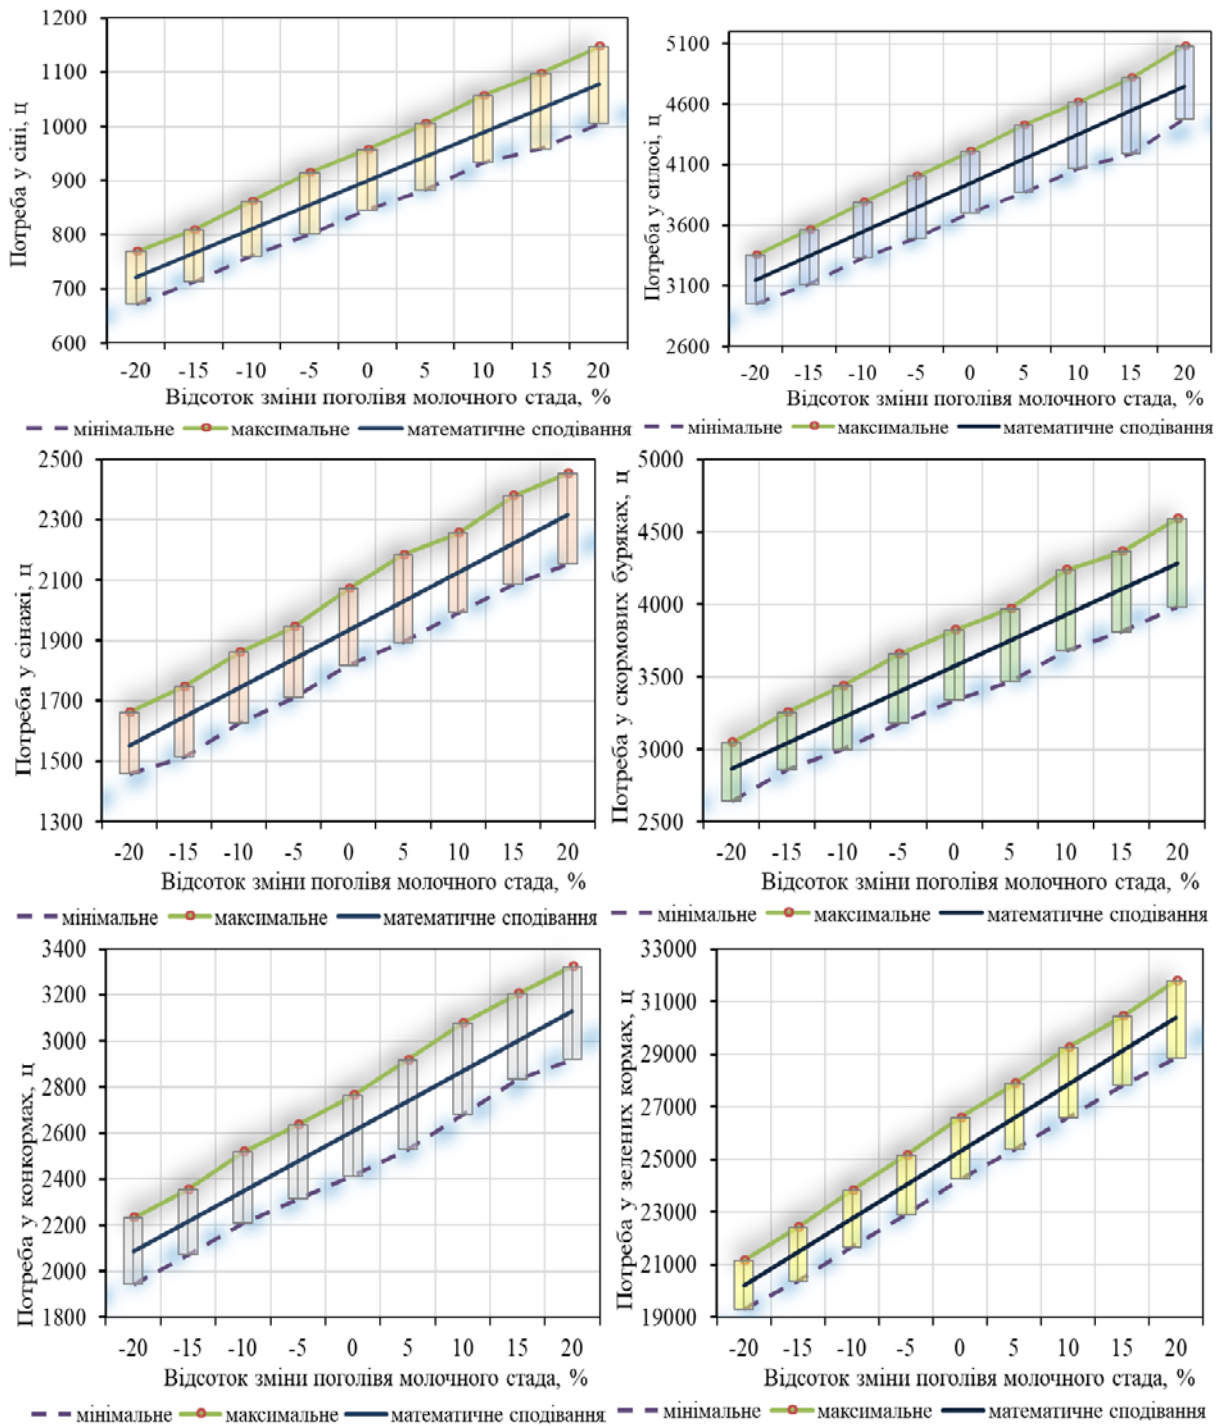 Потреба у сіні, ц
1200
1100
1000
900
800
700
600
-20 -15 -10 -5 0 5 10 15 20
Відсоток зміни поголівя молочного стада, %
мінімальне максимальне математичне сподівання
Потреба у силосі, ц
5100
4600
4100
3600
3100
2600
-20 -15 -10 -5 0 5 10 15 20
Відсоток зміни поголівя молочного стада, %
мінімальне максимальне математичне сподівання
Потреба у сінажі, ц
2500
2300
2100
1900
1700
1500
1300
-20 -15 -10 -5 0 5 10 15 20
Відсоток зміни поголівя молочного стада, %
мінімальне максимальне математичне сподівання
Потреба у скормових буряках, ц
5000
4500
4000
3500
3000
2500
-20 -15 -10 -5 0 5 10 15 20
Відсоток зміни поголівя молочного стада, %
мінімальне максимальне математичне сподівання
Потреба у конкормах, ц
3400
3200
3000
2800
2600
2400
2200
2000
1800
-20 -15 -10 -5 0 5 10 15 20
Відсоток зміни поголівя молочного стада, %
мінімальне максимальне математичне сподівання
Потреба у зелених кормах, ц
33000
31000
29000
27000
25000
23000
21000
19000
-20 -15 -10 -5 0 5 10 15 20
Відсоток зміни поголівя молочного стада, %
мінімальне максимальне математичне сподівання